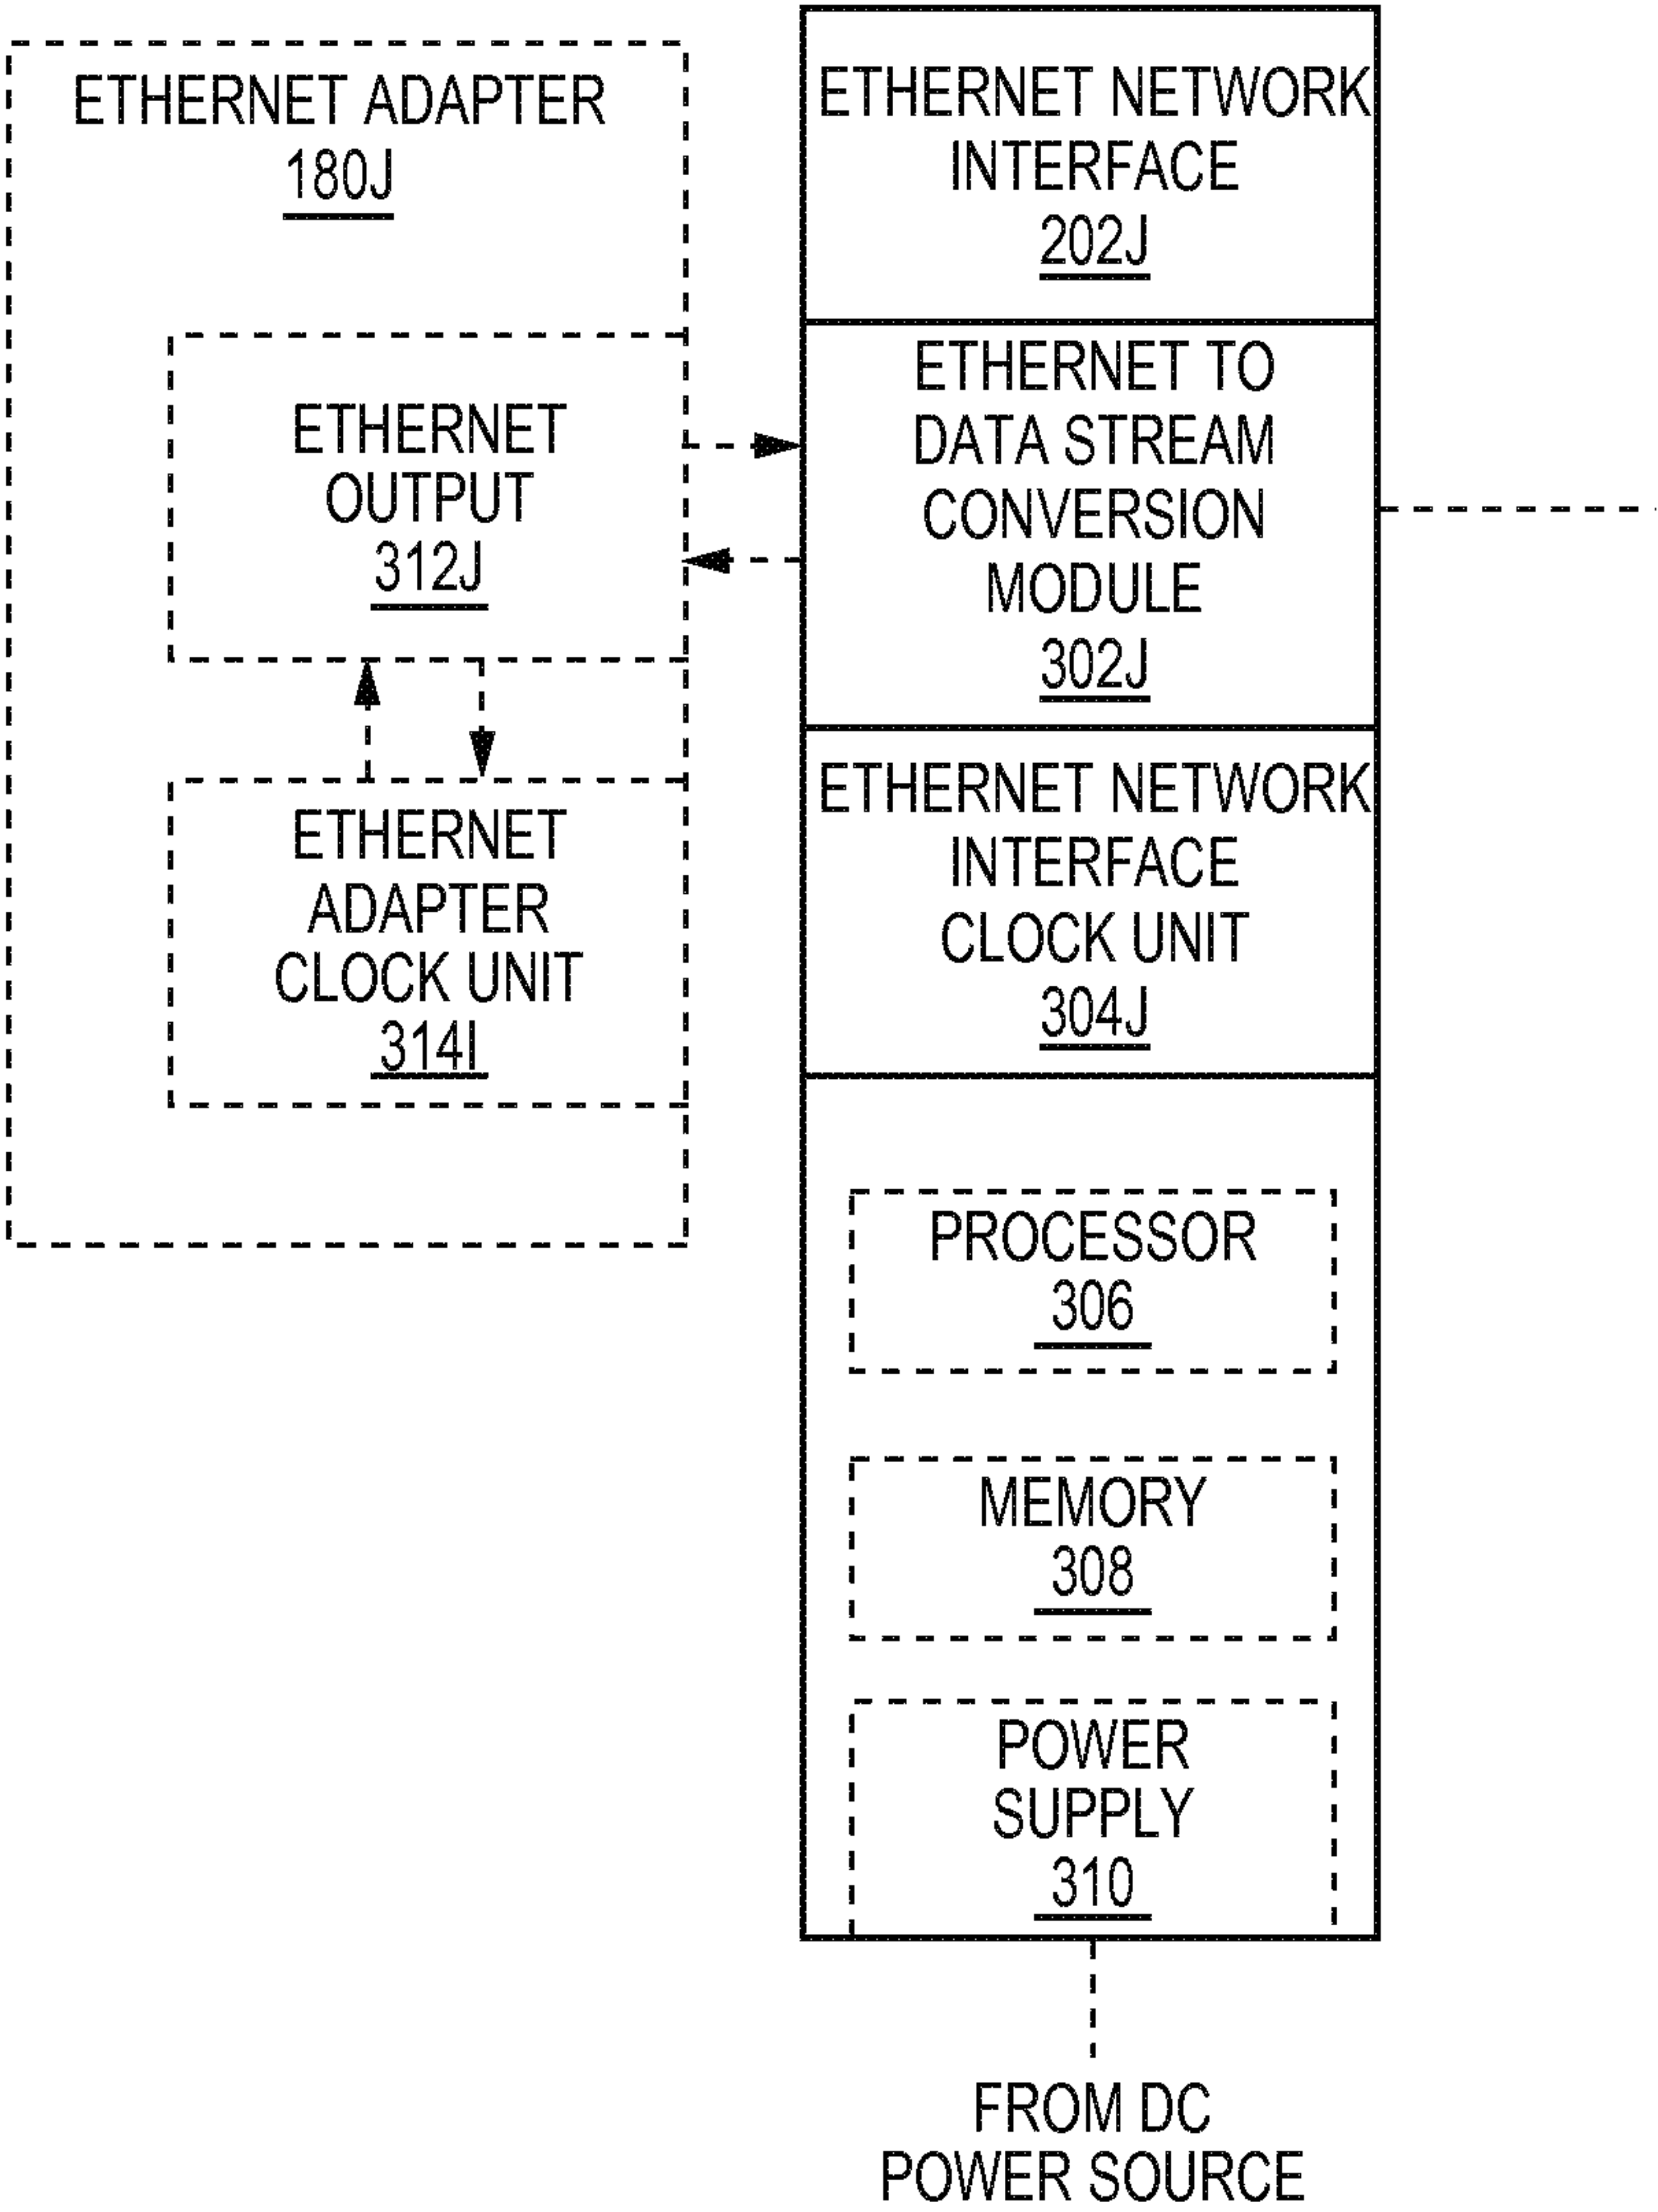 ETHERNET ADAPTER
180J
ETHERNET
OUTPUT
312J
ETHERNET
ADAPTER
CLOCK UNIT
314I
ETHERNET NETWORK
INTERFACE
202J
ETHERNET TO
DATA STREAM
CONVERSION
MODULE
302J
ETHERNET NETWORK
INTERFACE
CLOCK UNIT
304J
PROCESSOR
306
MEMORY
308
POWER
SUPPLY
310
FROM DC
POWER SOURCE